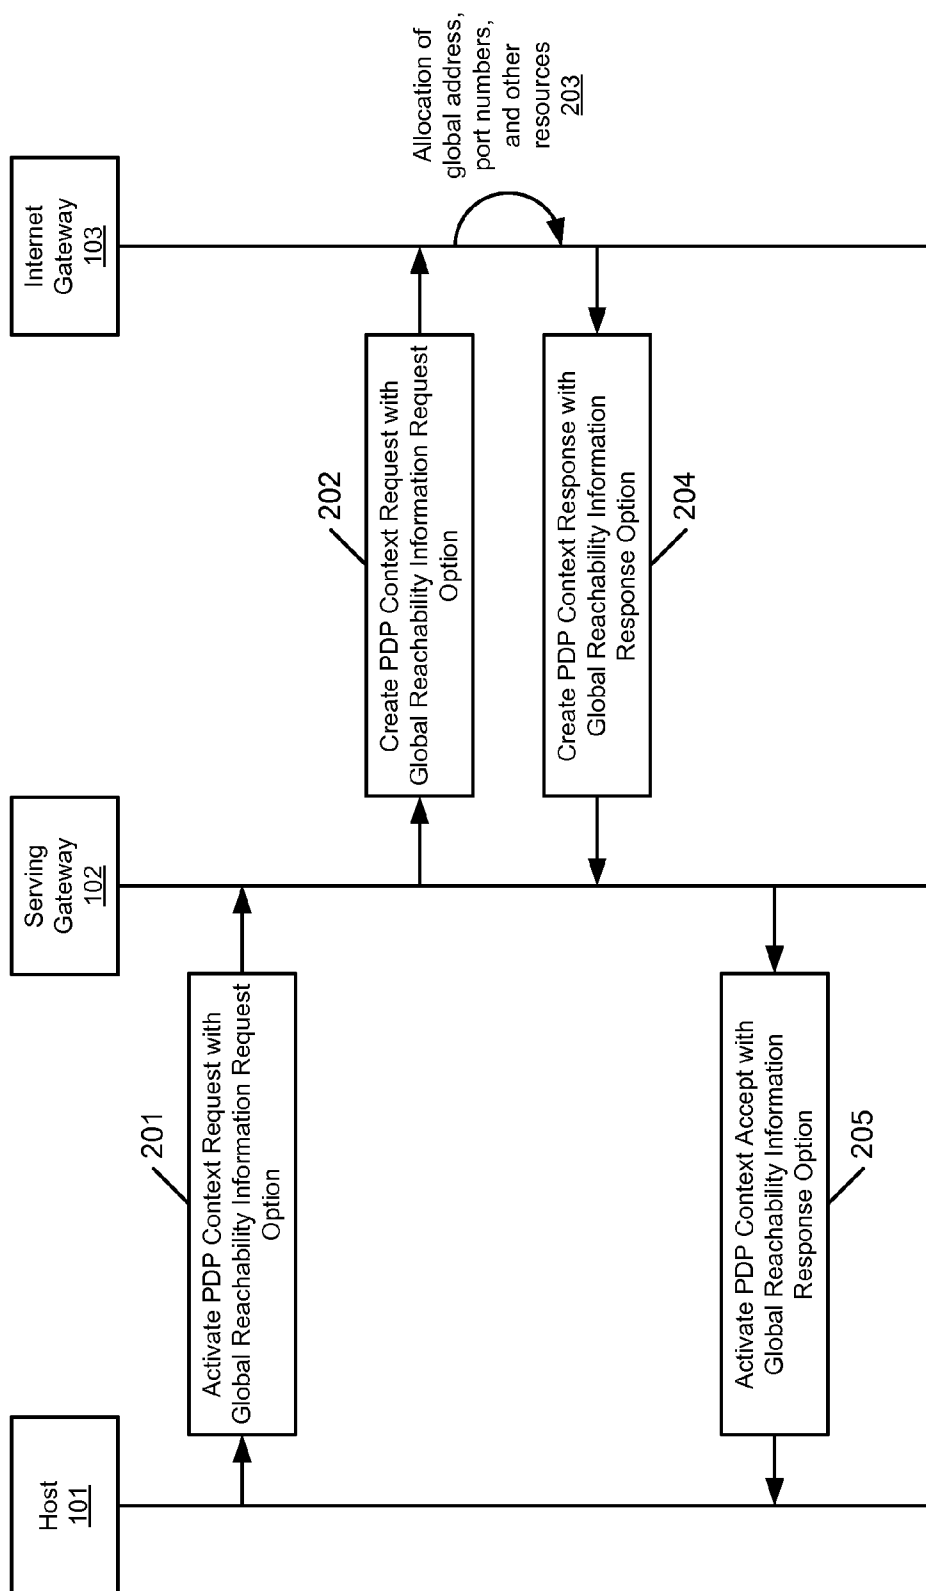 Host
101
Serving
Gateway
102
Internet
Gateway
103
201
Activate PDP Context Request with
Global Reachability Information Request
Option
202
Create PDP Context Request with
Global Reachability Information Request
Option
Allocation of
global address,
port numbers,
and other
resources
203
Create PDP Context Response with
Global Reachability Information
Response Option
204
Activate PDP Context Accept with
Global Reachability Information
Response Option
205